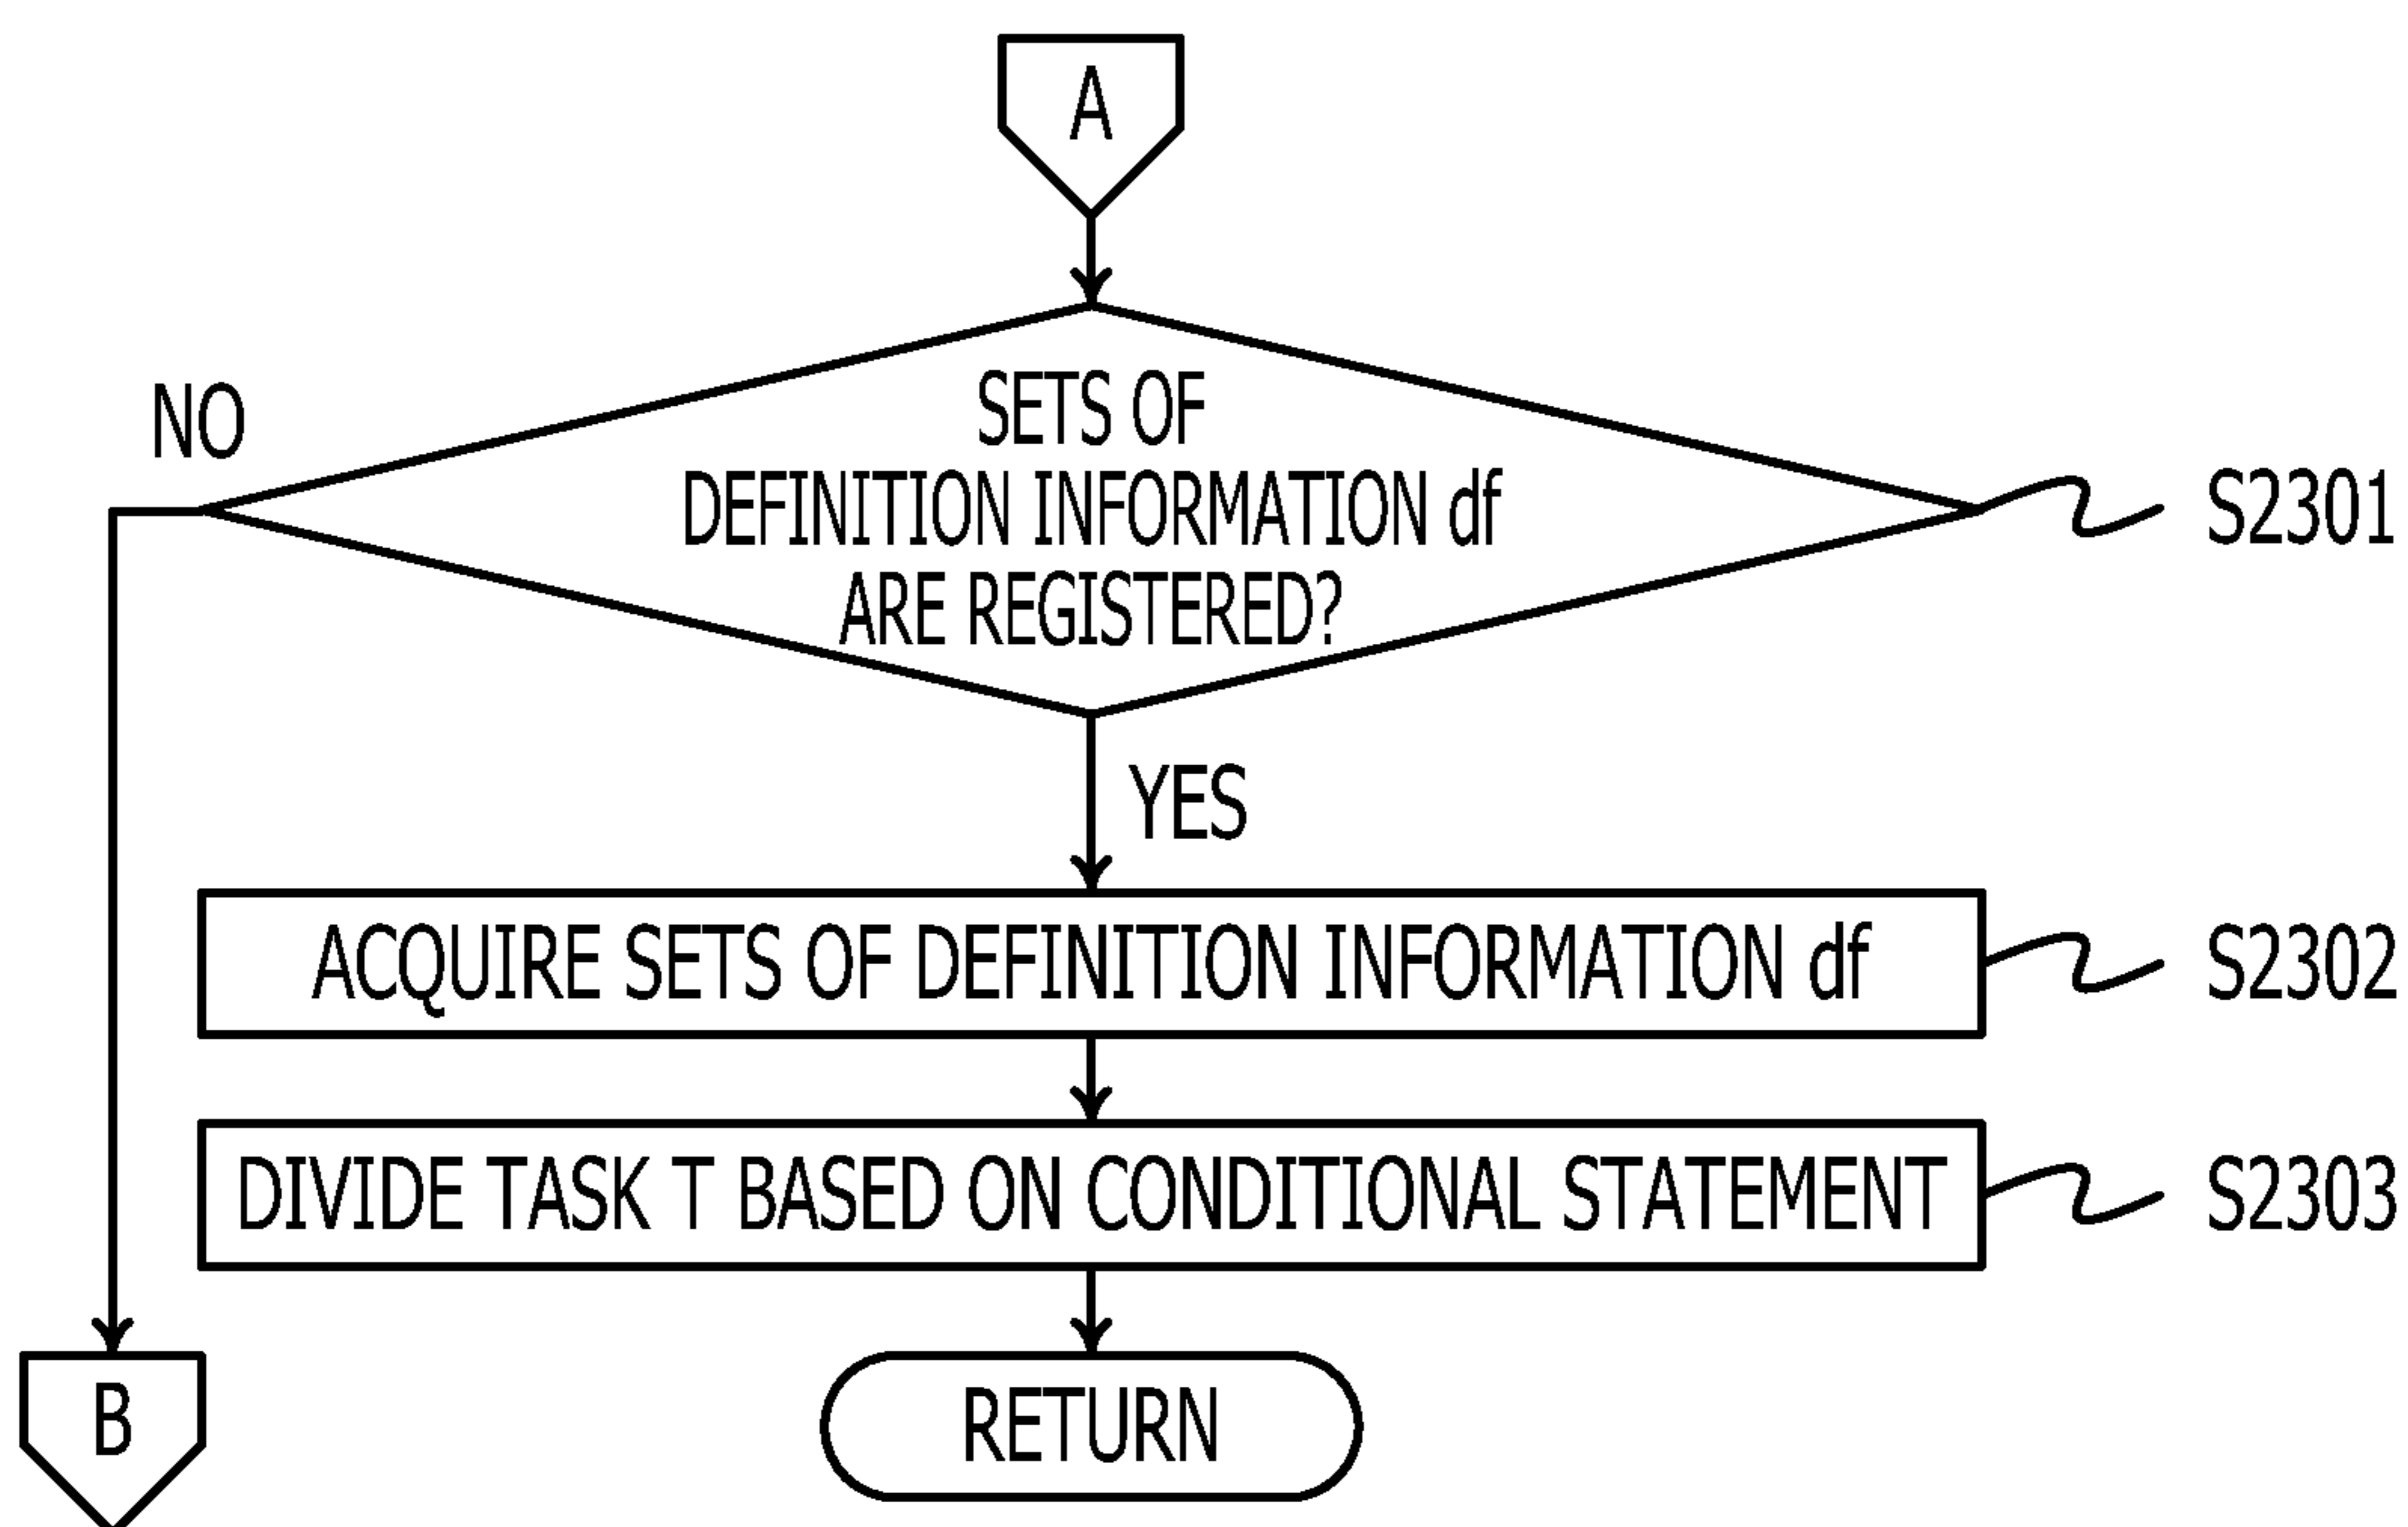 A
SETS OF
NO
DEFINITION INFORMATION df
S2301
ARE REGISTERED?
YES
ACQUIRE SETS OF DEFINITION INFORMATION df
S2302
DIVIDE TASK T BASED ON CONDITIONAL STATEMENT
S2303
B
RETURN